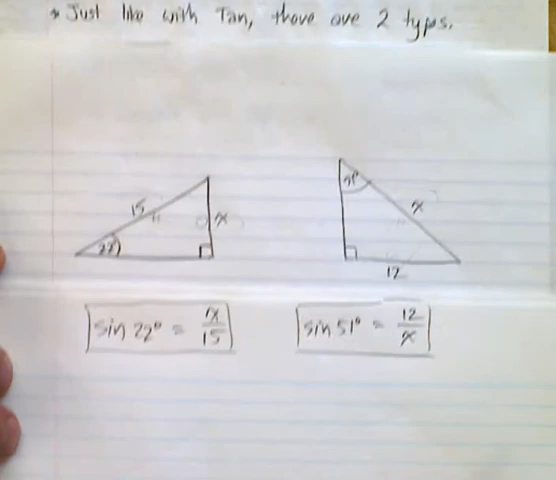 * Just like with Tan, there are 2 types.
15 x
22°
51° x
12
sin 22° = x/15
sin 51° = 12/x